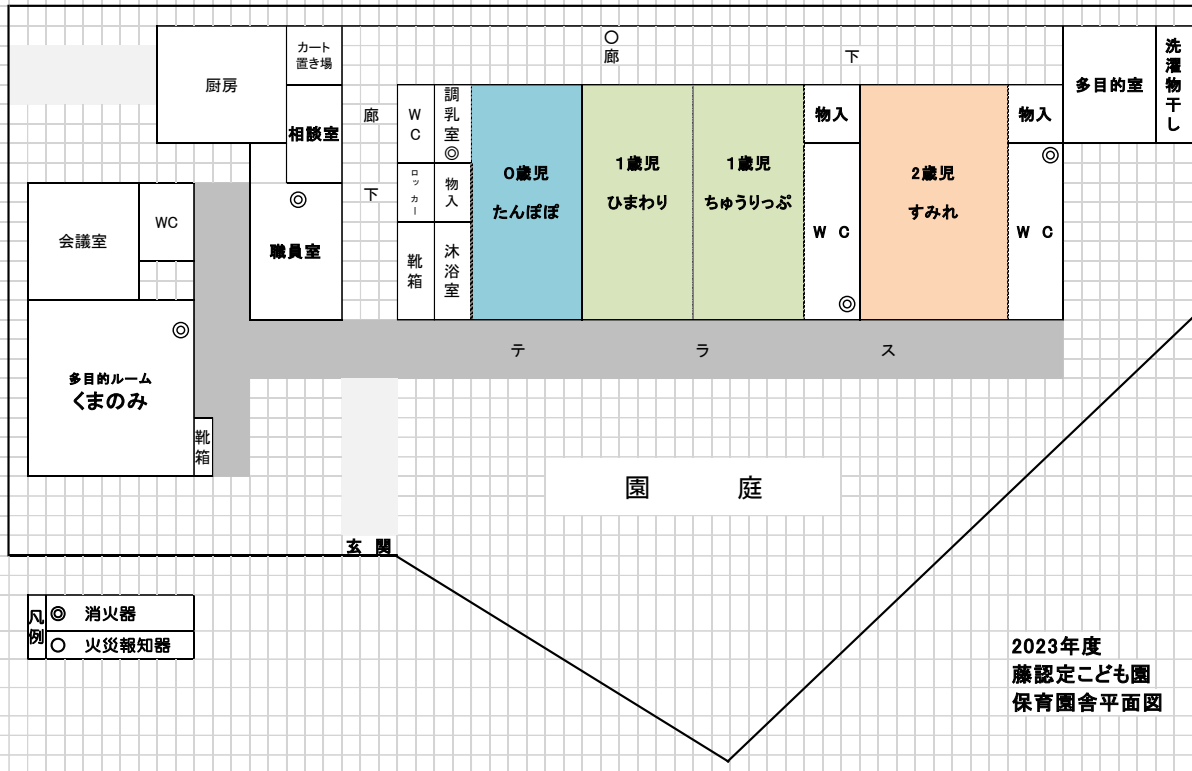 カート
置き場
厨房
○
廊　下
多目的室
洗濯物干し
相談室
廊下
WC
調乳室◎
0歳児
たんぽぽ
1歳児
ひまわり
1歳児
ちゅうりっぷ
物入
2歳児
すみれ
物入
ロッカー
物入
会議室
WC
◎
職員室
靴箱
沐浴室
WC
◎
◎
WC
テラス
◎
多目的ルーム
くまのみ
靴箱
園庭
玄関
凡例
◎ 消火器
○ 火災報知器
2023年度
藤認定こども園
保育園舎平面図